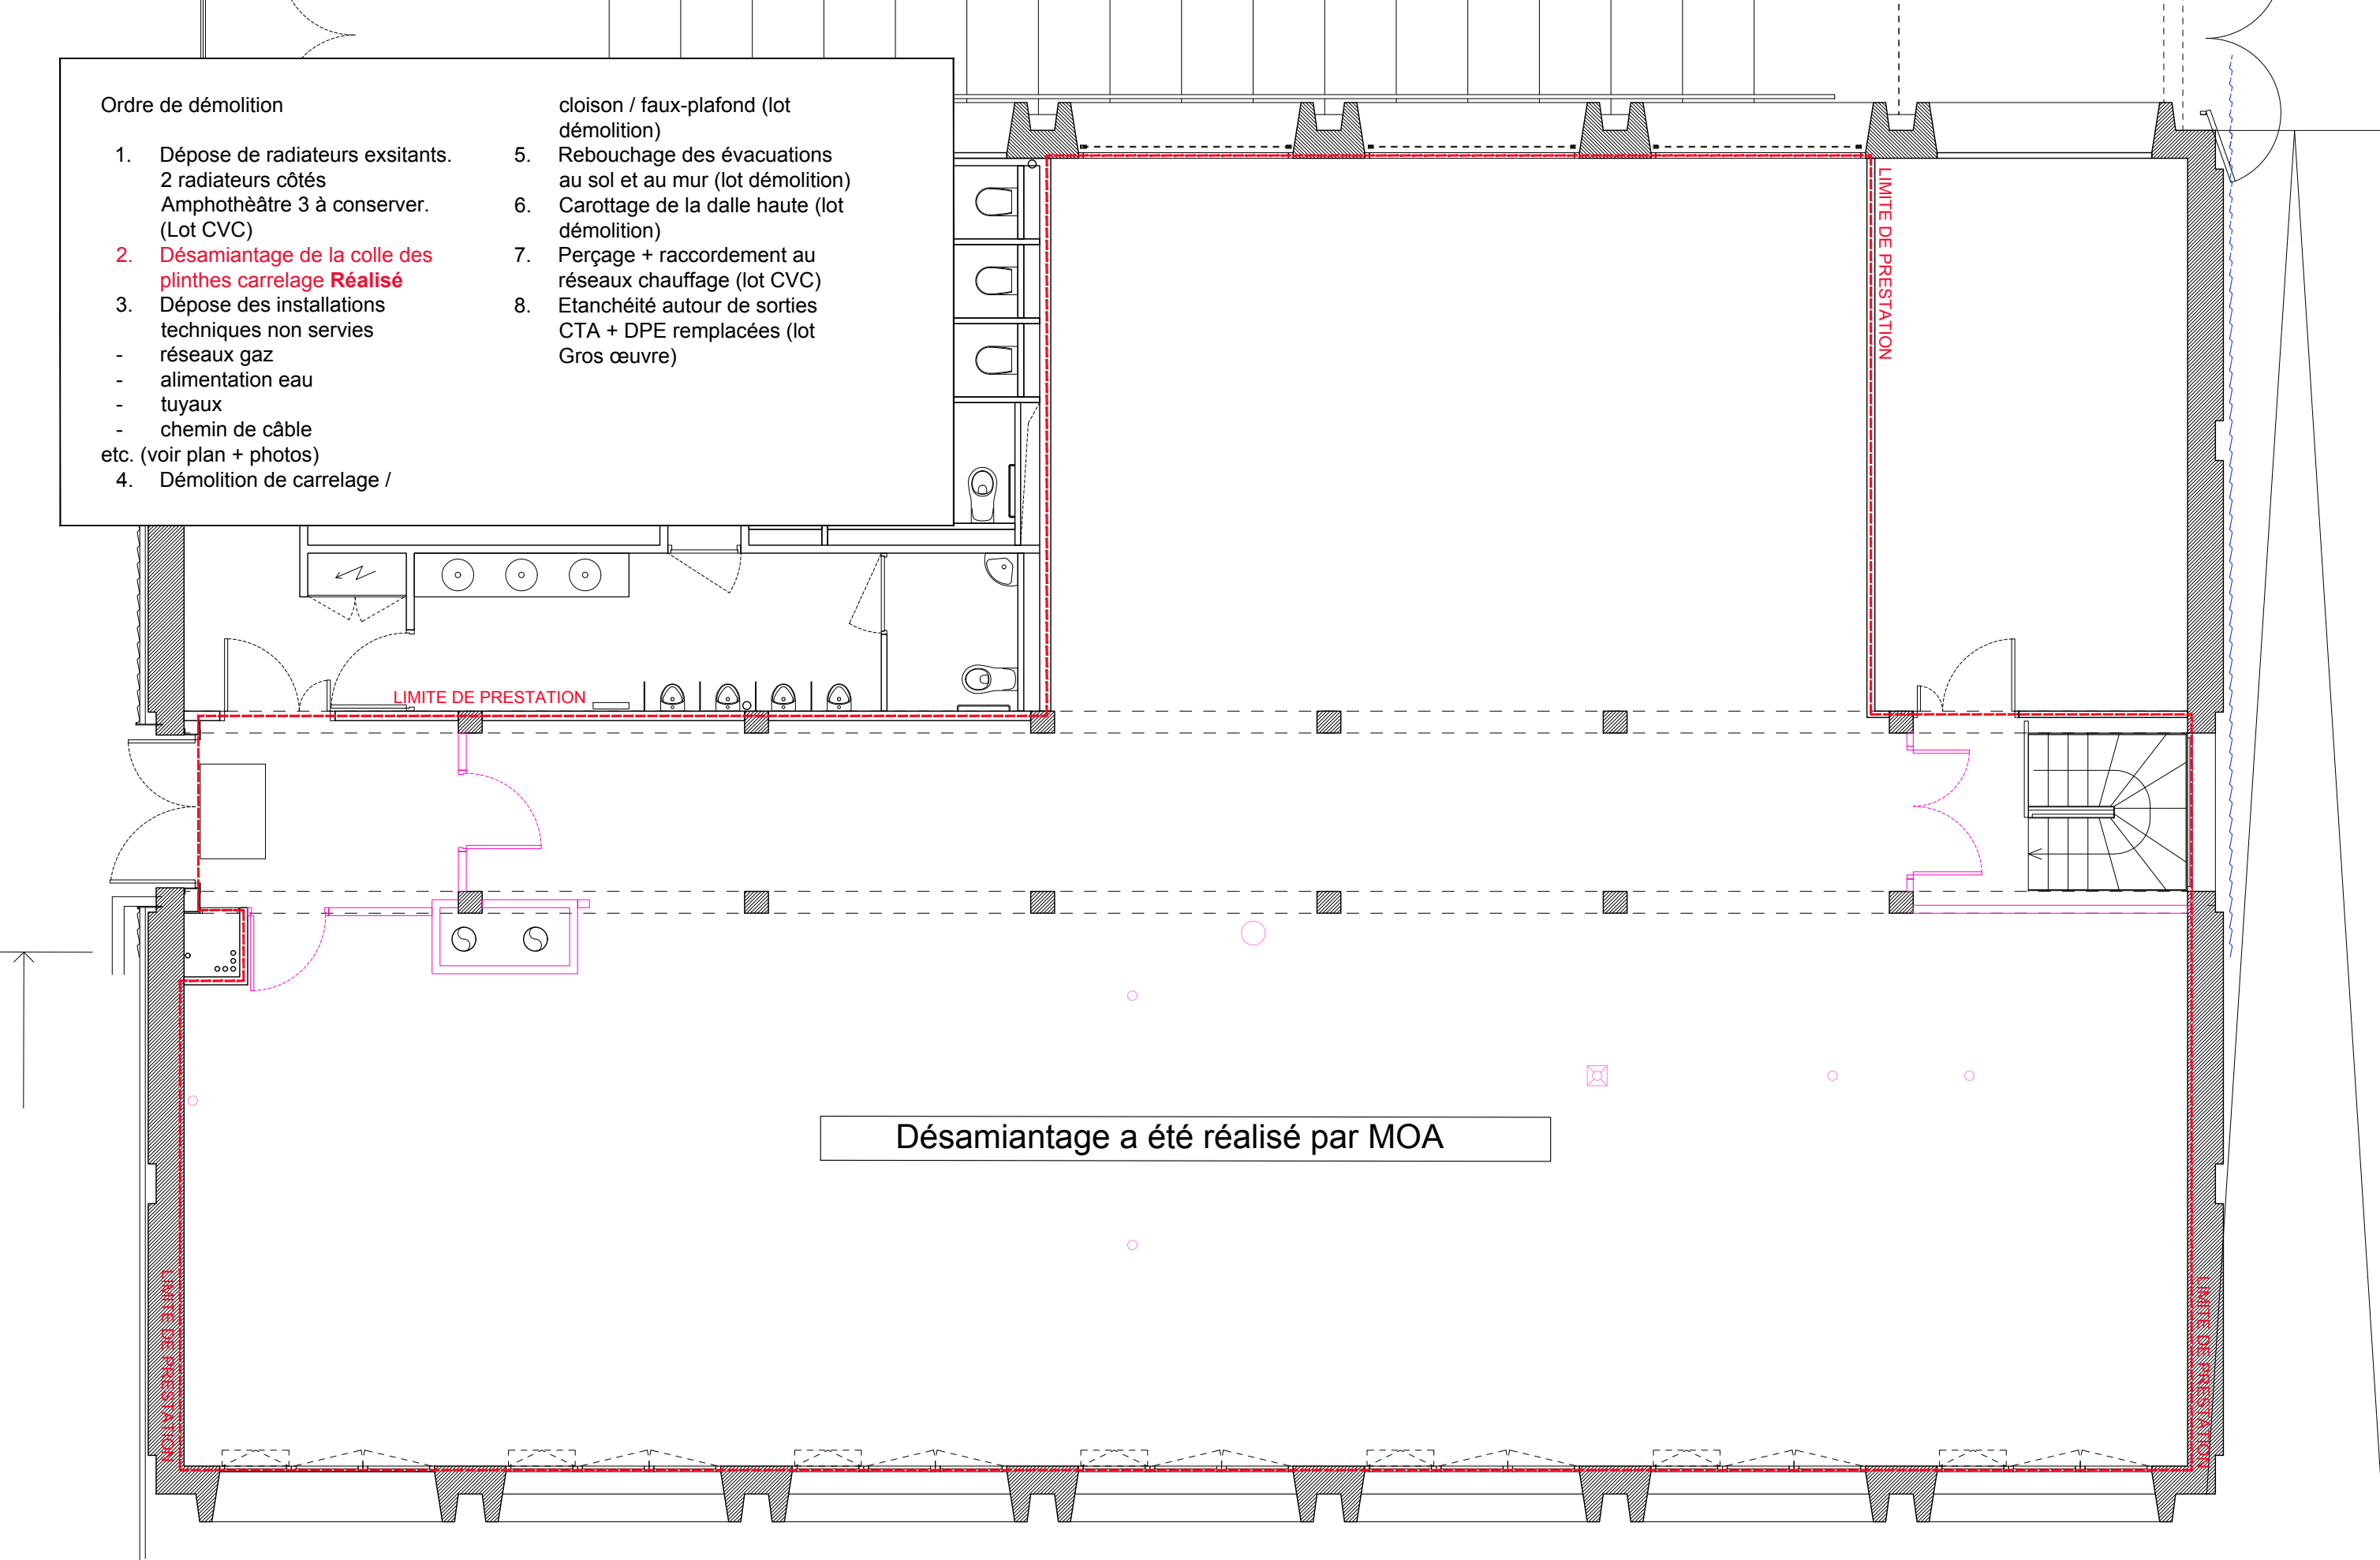 Ordre de démolition
1. Dépose de radiateurs exsitants.
2 radiateurs côtés
Amphothèâtre 3 à conserver.
(Lot CVC)
2. Désamiantage de la colle des
plinthes carrelage Réalisé
3. Dépose des installations
techniques non servies
- réseaux gaz
- alimentation eau
- tuyaux
- chemin de câble
etc. (voir plan + photos)
4. Démolition de carrelage /
cloison / faux-plafond (lot
démolition)
5. Rebouchage des évacuations
au sol et au mur (lot démolition)
6. Carottage de la dalle haute (lot
démolition)
7. Perçage + raccordement au
réseaux chauffage (lot CVC)
8. Etanchéité autour de sorties
CTA + DPE remplacées (lot
Gros œuvre)
LIMITE DE PRESTATION
LIMITE DE PRESTATION
Désamiantage a été réalisé par MOA
LIMITE DE PRESTATION
LIMITE DE PRESTATION